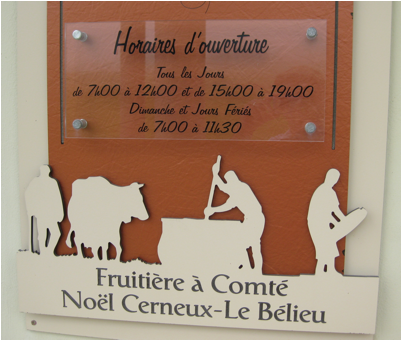 Horaires d'ouverture
Tous les Jours
de 7h00 à 12h00 et de 15h00 à 19h00
Dimanche et Jours Fériés
de 7h00 à 11h30
Fruitière à Comté
Noël Cerneux-Le Bélieu